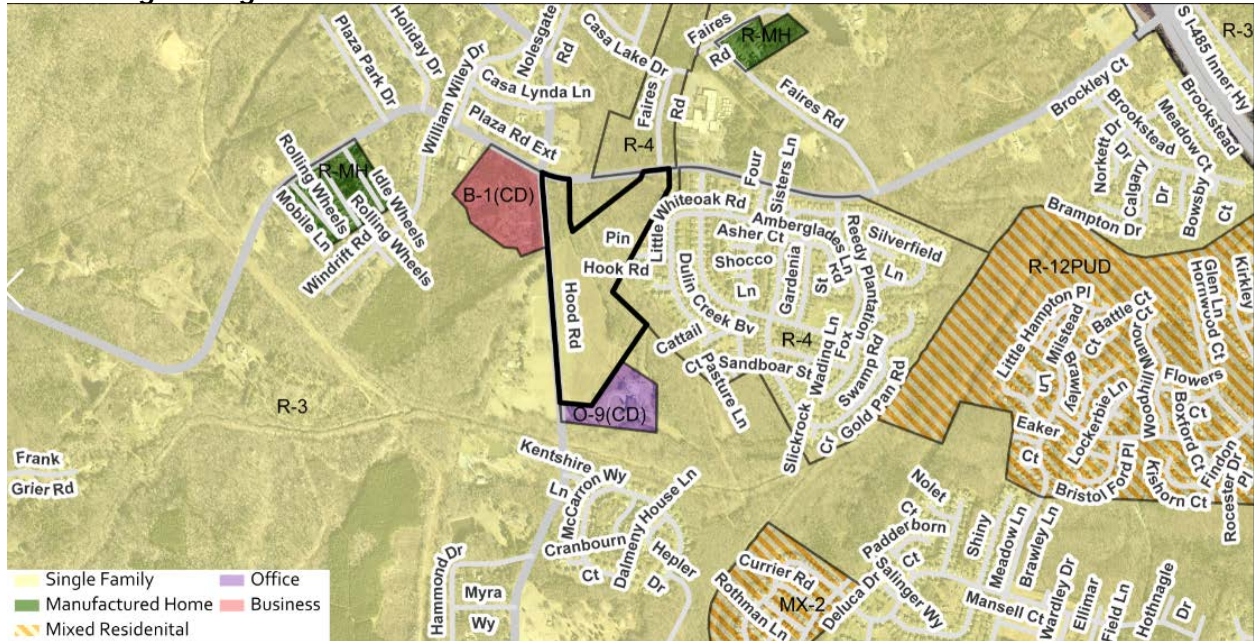 Plaza Park Dr
Holiday Dr
William Wiley Dr
Nolesgate
Rd
Casa Lynda Ln
Casa Lake Dr
Plaza Rd Ext
Faires
Rd
R-MH
Faires Rd
Faires
Rd
R-4
Brockley Ct
S I-485 Inner Hy
R-3
Brookstead
Brookstead
Meadow Ct
Norkett Dr
Calgary
Dr
Dr
Bowsby
Ct
Brampton Dr
R-MH
Rolling Wheels
Idle Wheels
Rolling Wheels
Mobile Ln
Windrift Rd
B-1(CD)
Little Whiteoak Rd
Four
Sisters Ln
Pin
Hook Rd
Hood Rd
Asher Ct
Amberglades Ln
Shocco
Ln
Gardenia
St
Rd
Reedy Plantation
Silverfield
Ln
Dulin Creek Bv
Cattail
Ct
Pasture Ln
R-4
Sandboar St
Wading Ln
Fox
Swamp Rd
Gold Pan Rd
Slickrock
Cr
O-9(CD)
R-3
Frank
Grier Rd
R-12PUD
Little Hampton Pl
Milstead
Ln
Battle Ct
Ct
Brawley
Lockerbie Ln
Woodhill Manor Ct
Glen Ln
Hornwood Ct
Kirkley
Flowers
Ct
Boxford Ct
Findon
Pl
Rocester Dr
Kishorn Ct
Eaker
Ct
Bristol Ford Pl
Kentshire
Ln
McCarron Wy
Dalmeny House Ln
Cranbourn
Ct
Hepler
Dr
Hammond Dr
Myra
Wy
Nolet
Ct
Padderborn
Ct
Shiny
Meadow Ln
Brawley Ln
Currier Rd
Rothman Ln
MX-2
Deluca Dr
Salinger Wy
Mansell Ct
Wardley Dr
Ellimar
Field Ln
Hothnagle
Dr
Single Family
Office
Manufactured Home
Business
Mixed Residenital